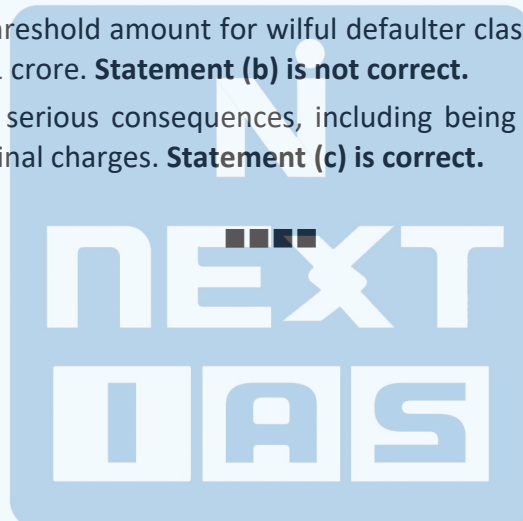 reshold amount for wilful defaulter clas
crore. Statement (b) is not correct.
serious consequences, including being
inal charges. Statement (c) is correct.
NEXT
IAS